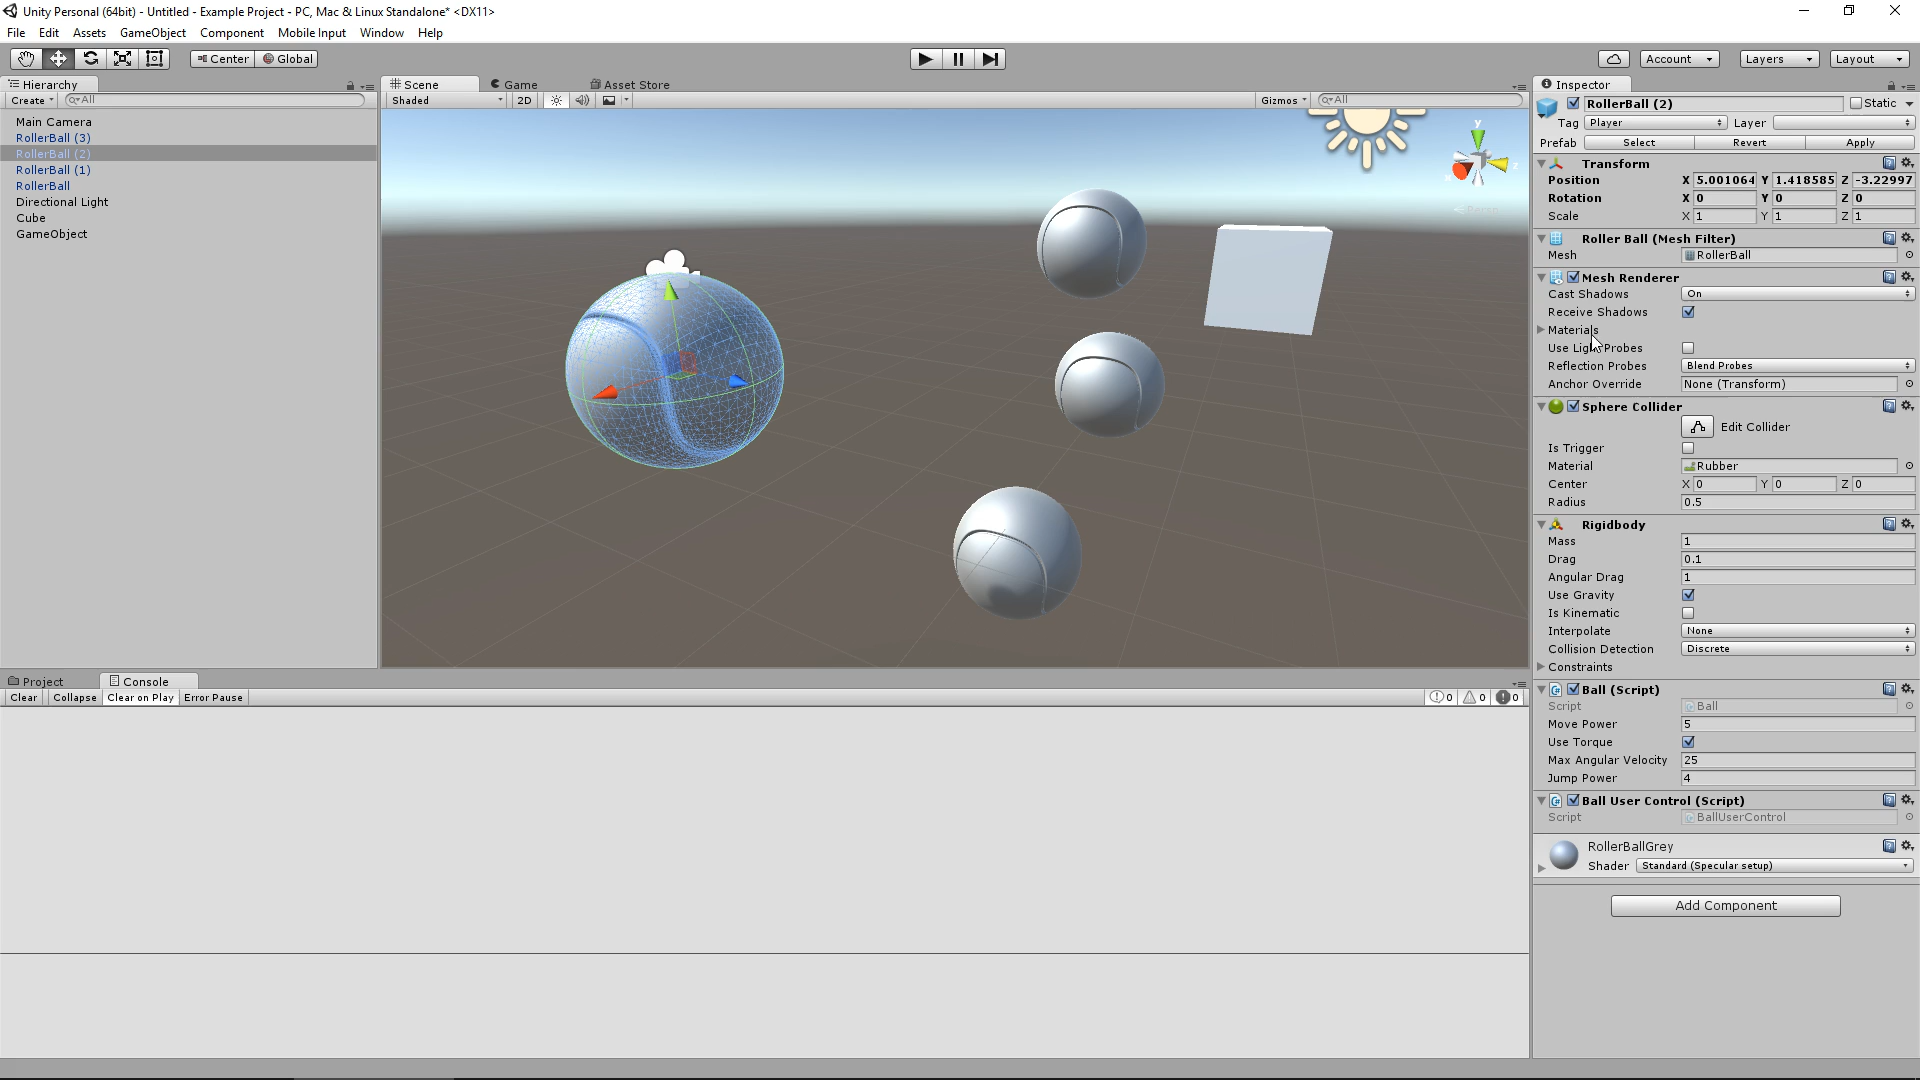 Unity Personal (64bit) - Untitled - Example Project - PC, Mac & Linux Standalone* <DX11>
File Edit Assets GameObject Component Mobile Input Window Help
Center Global Account Layers Layout
Hierarchy
Create All
Main Camera
RollerBall (3)
RollerBall (2)
RollerBall (1)
RollerBall
Directional Light
Cube
GameObject
Scene Game Asset Store
Shaded 2D Gizmos All
y
z
Project Console
Clear Collapse Clear on Play Error Pause 0 0 0
Inspector
RollerBall (2) Static
Tag Player Layer
Prefab Select Revert Apply
Transform
Position X 5.001064 Y 1.418585 Z -3.22997
Rotation X 0 Y 0 Z 0
Scale X 1 Y 1 Z 1
Roller Ball (Mesh Filter)
Mesh RollerBall
Mesh Renderer
Cast Shadows On
Receive Shadows
Materials
Use Light Probes
Reflection Probes Blend Probes
Anchor Override None (Transform)
Sphere Collider
Edit Collider
Is Trigger
Material Rubber
Center X 0 Y 0 Z 0
Radius 0.5
Rigidbody
Mass 1
Drag 0.1
Angular Drag 1
Use Gravity
Is Kinematic
Interpolate None
Collision Detection Discrete
Constraints
Ball (Script)
Script Ball
Move Power 5
Use Torque
Max Angular Velocity 25
Jump Power 4
Ball User Control (Script)
Script BallUserControl
RollerBallGrey
Shader Standard (Specular setup)
Add Component